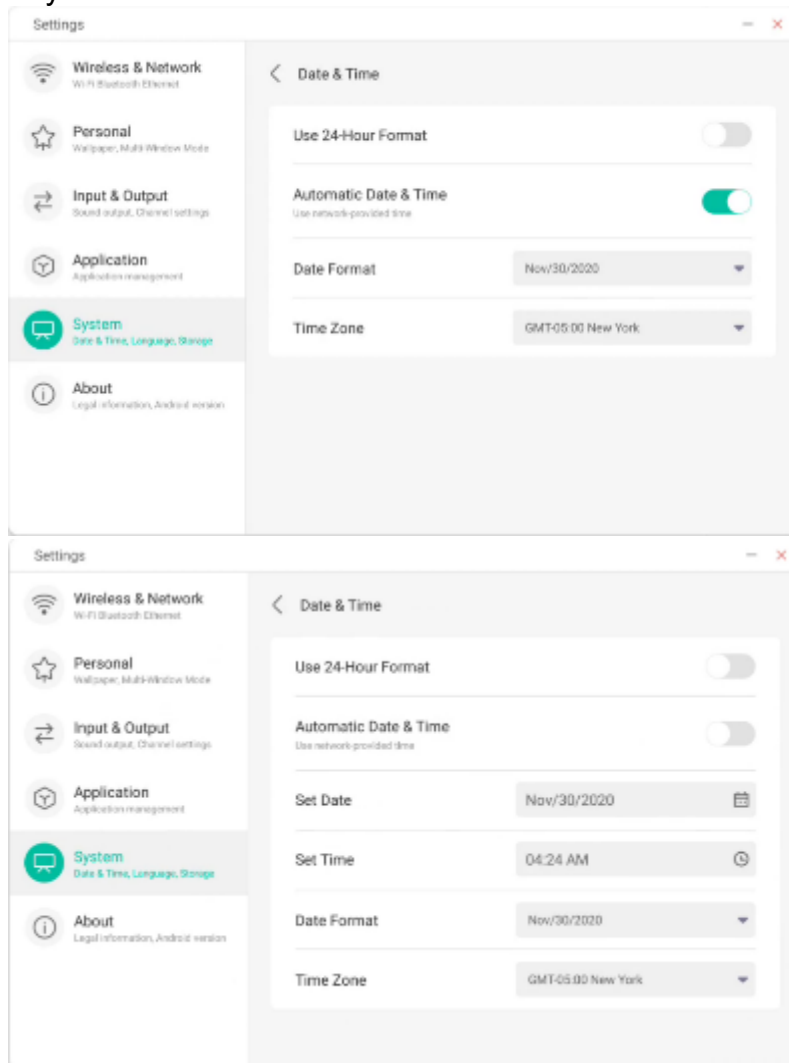 Settings
Wireless & Network
Wi-Fi Bluetooth Ethernet
Personal
Wallpaper, Multi-Window Mode
Input & Output
Sound output, Channel settings
Application
Application management
System
Date & Time, Language, Storage
About
Legal information, Android version
Date & Time
Use 24-Hour Format
Automatic Date & Time
Use network-provided time
Date Format
Nov/30/2020
Time Zone
GMT-05:00 New York
Settings
Wireless & Network
Wi-Fi Bluetooth Ethernet
Personal
Wallpaper, Multi-Window Mode
Input & Output
Sound output, Channel settings
Application
Application management
System
Date & Time, Language, Storage
About
Legal information, Android version
Date & Time
Use 24-Hour Format
Automatic Date & Time
Use network-provided time
Set Date
Nov/30/2020
Set Time
04:24 AM
Date Format
Nov/30/2020
Time Zone
GMT-05:00 New York